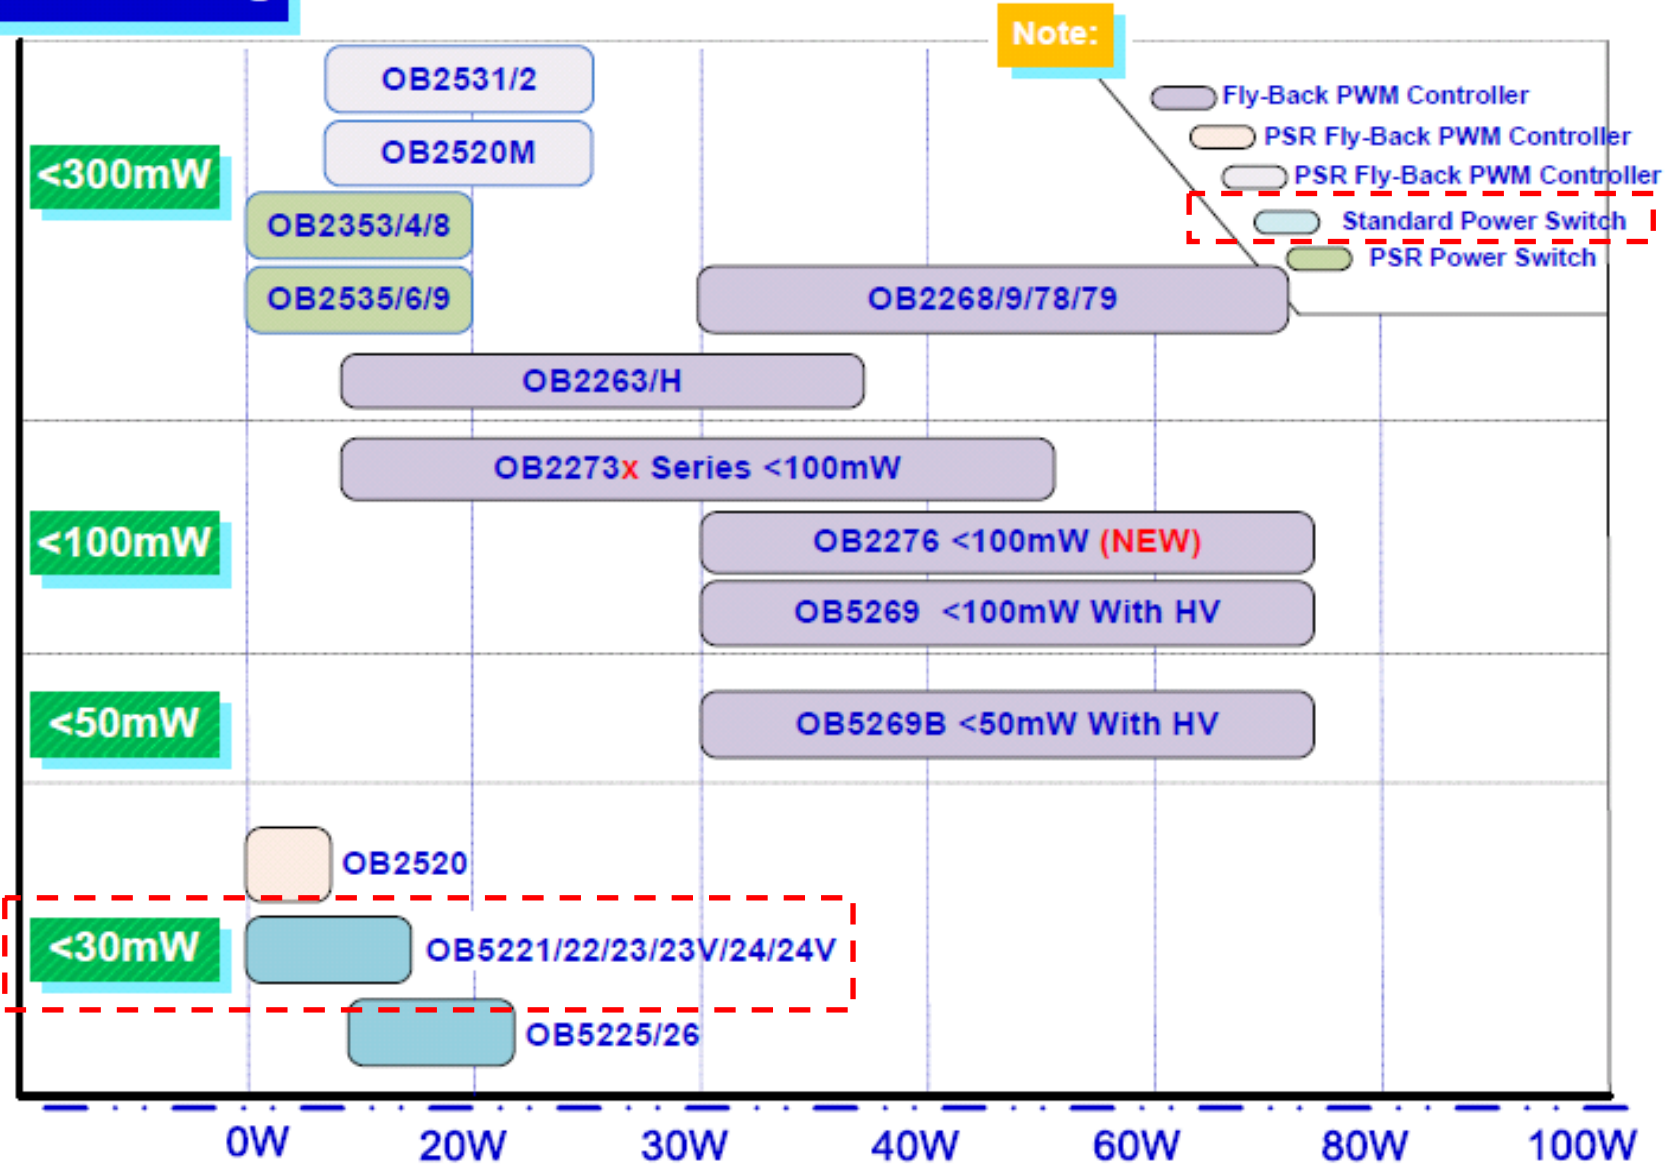 Note:
Fly-Back PWM Controller
PSR Fly-Back PWM Controller
PSR Fly-Back PWM Controller
Standard Power Switch
PSR Power Switch
<300mW
OB2531/2
OB2520M
OB2353/4/8
OB2535/6/9
OB2268/9/78/79
OB2263/H
<100mW
OB2273x Series <100mW
OB2276 <100mW (NEW)
OB5269 <100mW With HV
<50mW
OB5269B <50mW With HV
OB2520
<30mW
OB5221/22/23/23V/24/24V
OB5225/26
0W 20W 30W 40W 60W 80W 100W